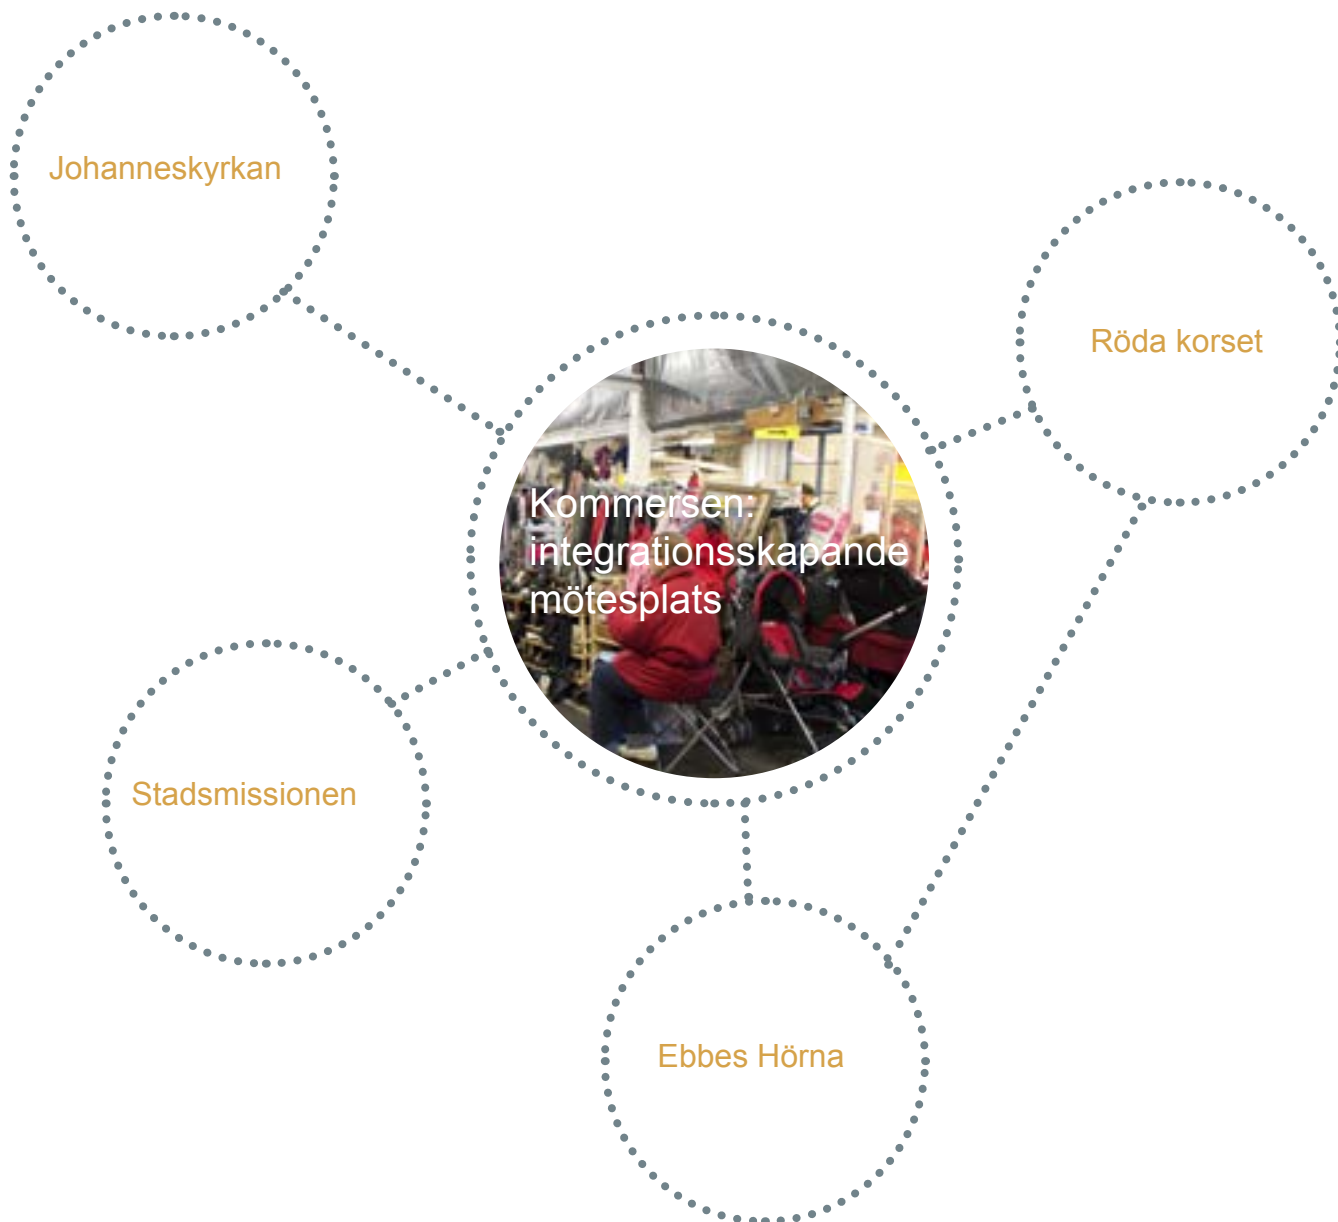 Johanneskyrkan
Röda korset
Kommersen:
integrationsskapande
mötesplats
Stadsmissionen
Ebbes Hörna